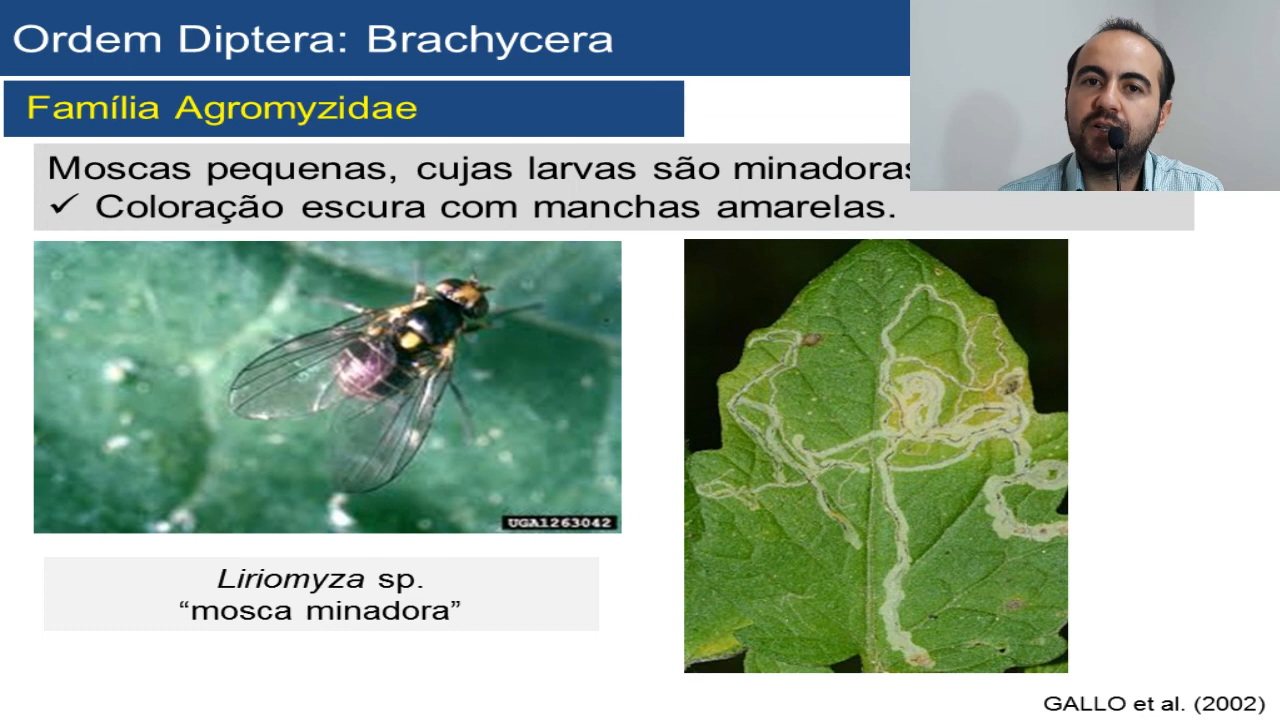 Ordem Diptera: Brachycera
Família Agromyzidae
Moscas pequenas, cujas larvas são minadoras
✓ Coloração escura com manchas amarelas.
UGA1263042
Liriomyza sp.
“mosca minadora”
GALLO et al. (2002)